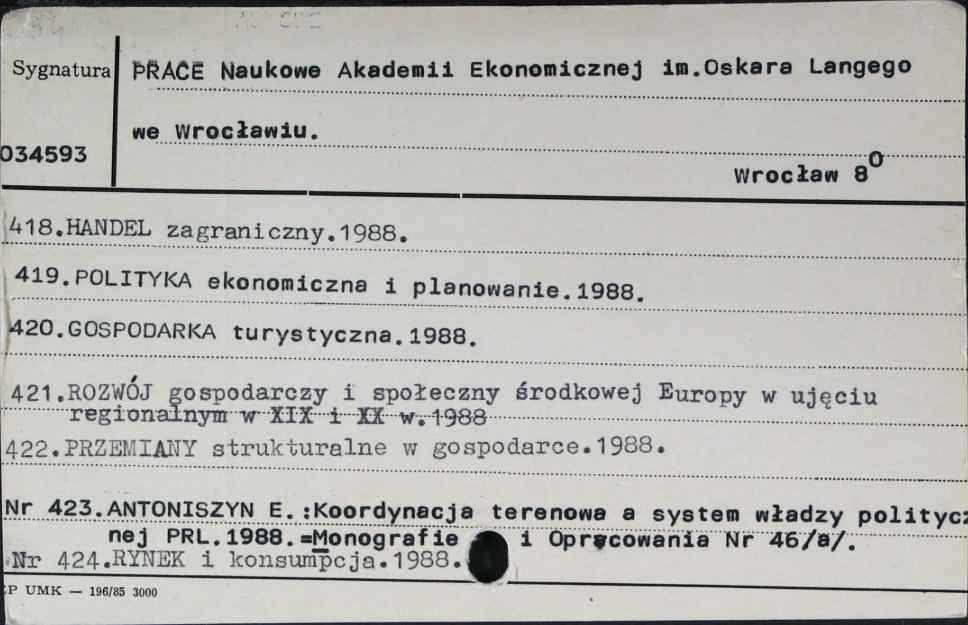 Sygnatura
034593
PRACE Naukowe Akademii Ekonomicznej im.Oskara Langego
we Wrocławiu.
Wrocław 8⁰
418.HANDEL zagraniczny.1988.
419.POLITYKA ekonomiczna i planowanie.1988.
420.GOSPODARKA turystyczna.1988.
421.ROZWÓJ gospodarczy i społeczny środkowej Europy w ujęciu
regionalnym w XIX i XX w.1988
422.PRZEMIANY strukturalne w gospodarce.1988.
Nr 423.ANTONISZYN E.:Koordynacja terenowa a system władzy politycz
nej PRL.1988.=Monografie i Opracowania Nr 46/a/.
Nr 424.RYNEK i konsumpcja.1988.
P UMK — 196/85 3000